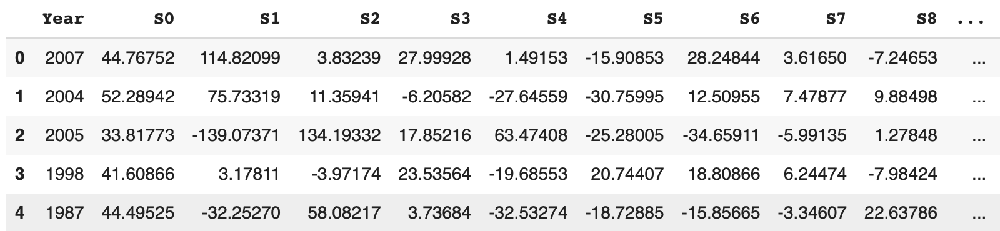 Year S0 S1 S2 S3 S4 S5 S6 S7 S8 ...
0 2007 44.76752 114.82099 3.83239 27.99928 1.49153 -15.90853 28.24844 3.61650 -7.24653 ...
1 2004 52.28942 75.73319 11.35941 -6.20582 -27.64559 -30.75995 12.50955 7.47877 9.88498 ...
2 2005 33.81773 -139.07371 134.19332 17.85216 63.47408 -25.28005 -34.65911 -5.99135 1.27848 ...
3 1998 41.60866 3.17811 -3.97174 23.53564 -19.68553 20.74407 18.80866 6.24474 -7.98424 ...
4 1987 44.49525 -32.25270 58.08217 3.73684 -32.53274 -18.72885 -15.85665 -3.34607 22.63786 ...